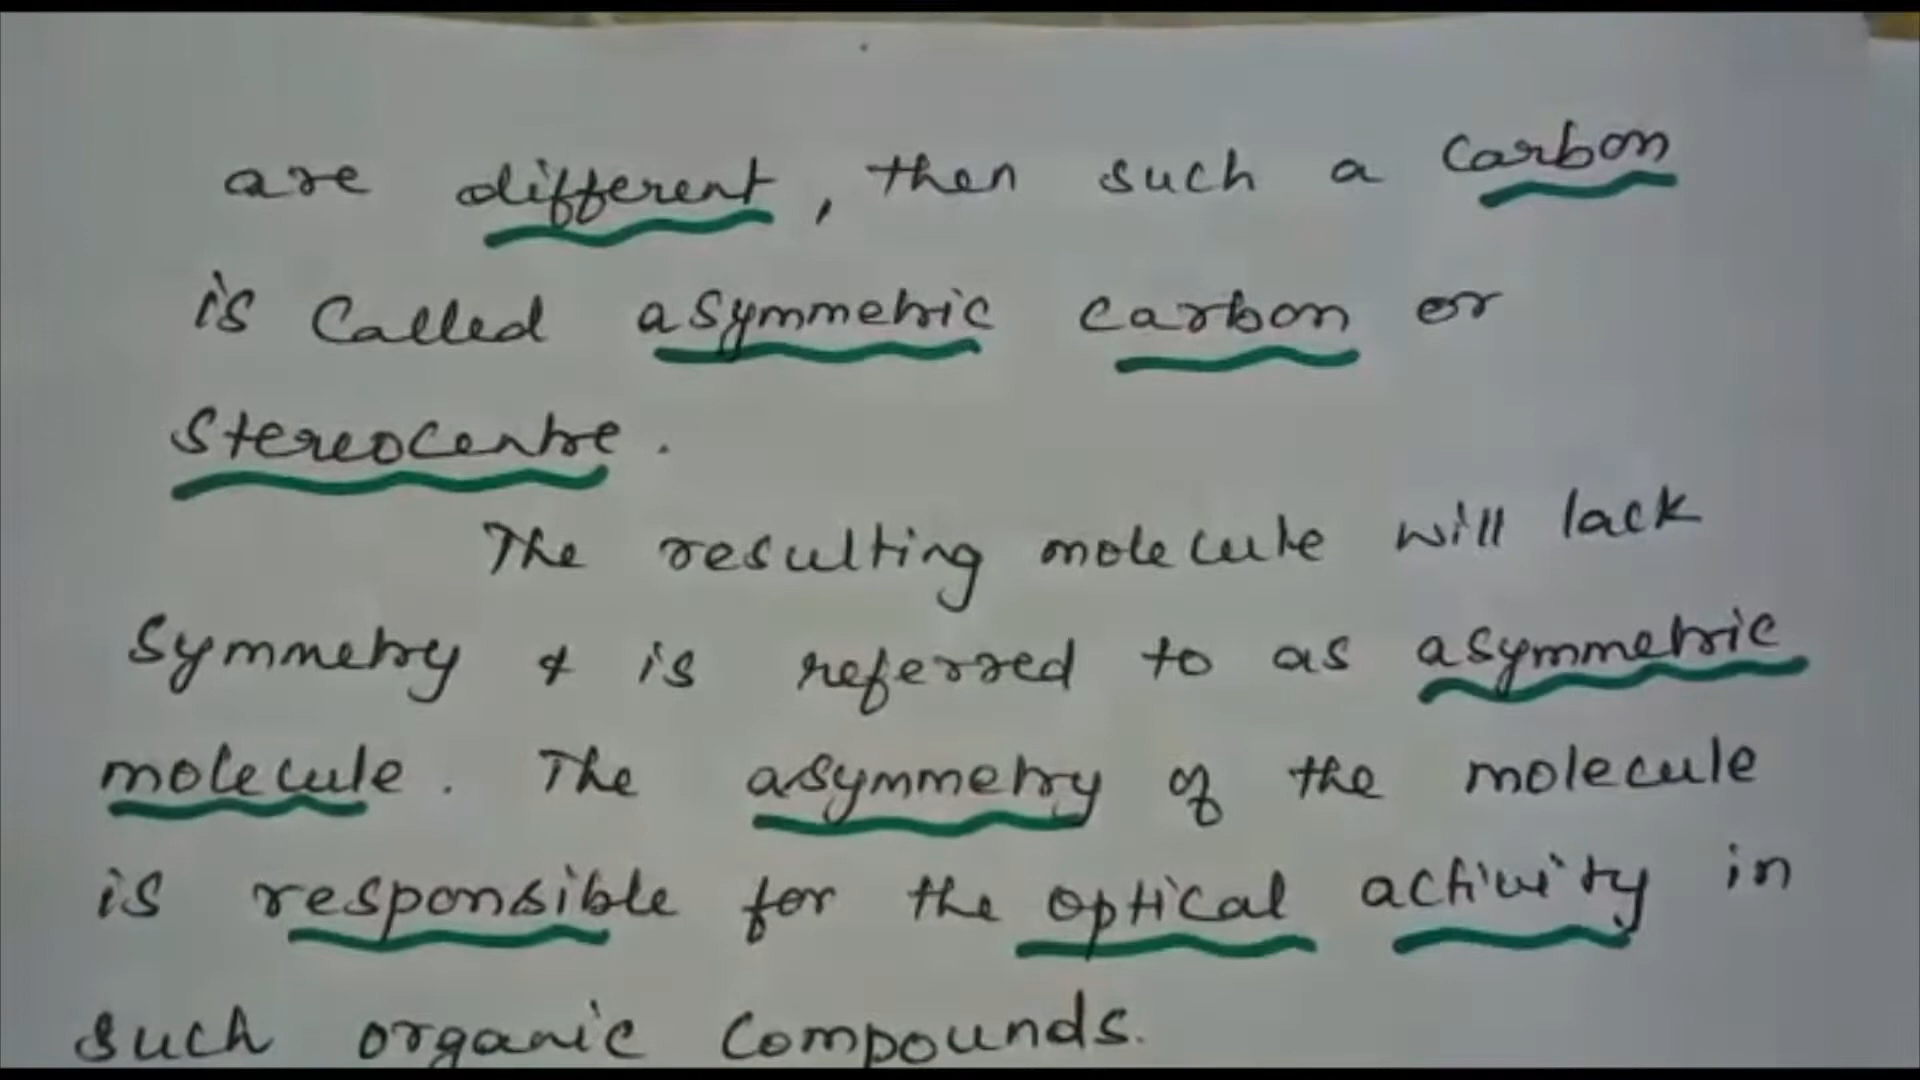 are different, then such a carbon
is Called asymmetric carbon or
Stereocentre.
The resulting molecule will lack
Symmetry & is referred to as asymmetric
molecule. The asymmetry of the molecule
is responsible for the optical activity in
such organic compounds.